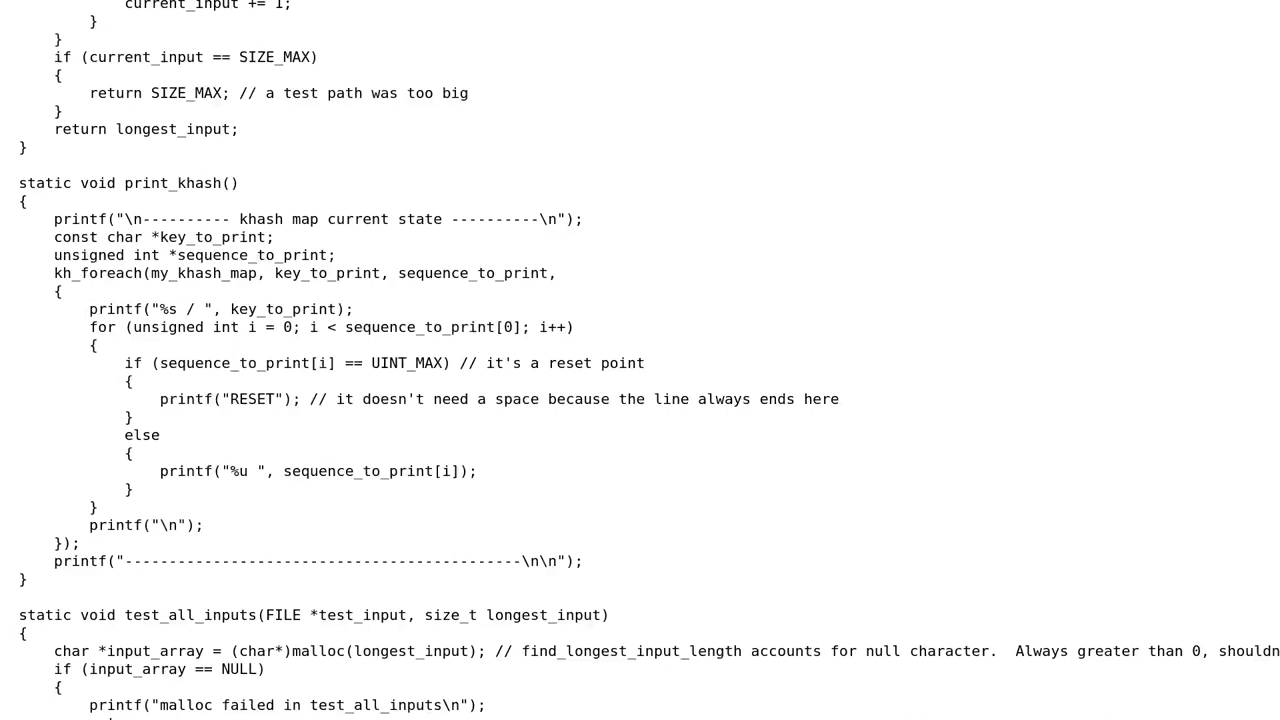 current_input += 1;
        }
    }
    if (current_input == SIZE_MAX)
    {
        return SIZE_MAX; // a test path was too big
    }
    return longest_input;
}

static void print_khash()
{
    printf("\n---------- khash map current state ----------\n");
    const char *key_to_print;
    unsigned int *sequence_to_print;
    kh_foreach(my_khash_map, key_to_print, sequence_to_print,
    {
        printf("%s / ", key_to_print);
        for (unsigned int i = 0; i < sequence_to_print[0]; i++)
        {
            if (sequence_to_print[i] == UINT_MAX) // it's a reset point
            {
                printf("RESET"); // it doesn't need a space because the line always ends here
            }
            else
            {
                printf("%u ", sequence_to_print[i]);
            }
        }
        printf("\n");
    });
    printf("---------------------------------------------\n\n");
}

static void test_all_inputs(FILE *test_input, size_t longest_input)
{
    char *input_array = (char*)malloc(longest_input); // find_longest_input_length accounts for null character.  Always greater than 0, shouldn
    if (input_array == NULL)
    {
        printf("malloc failed in test_all_inputs\n");